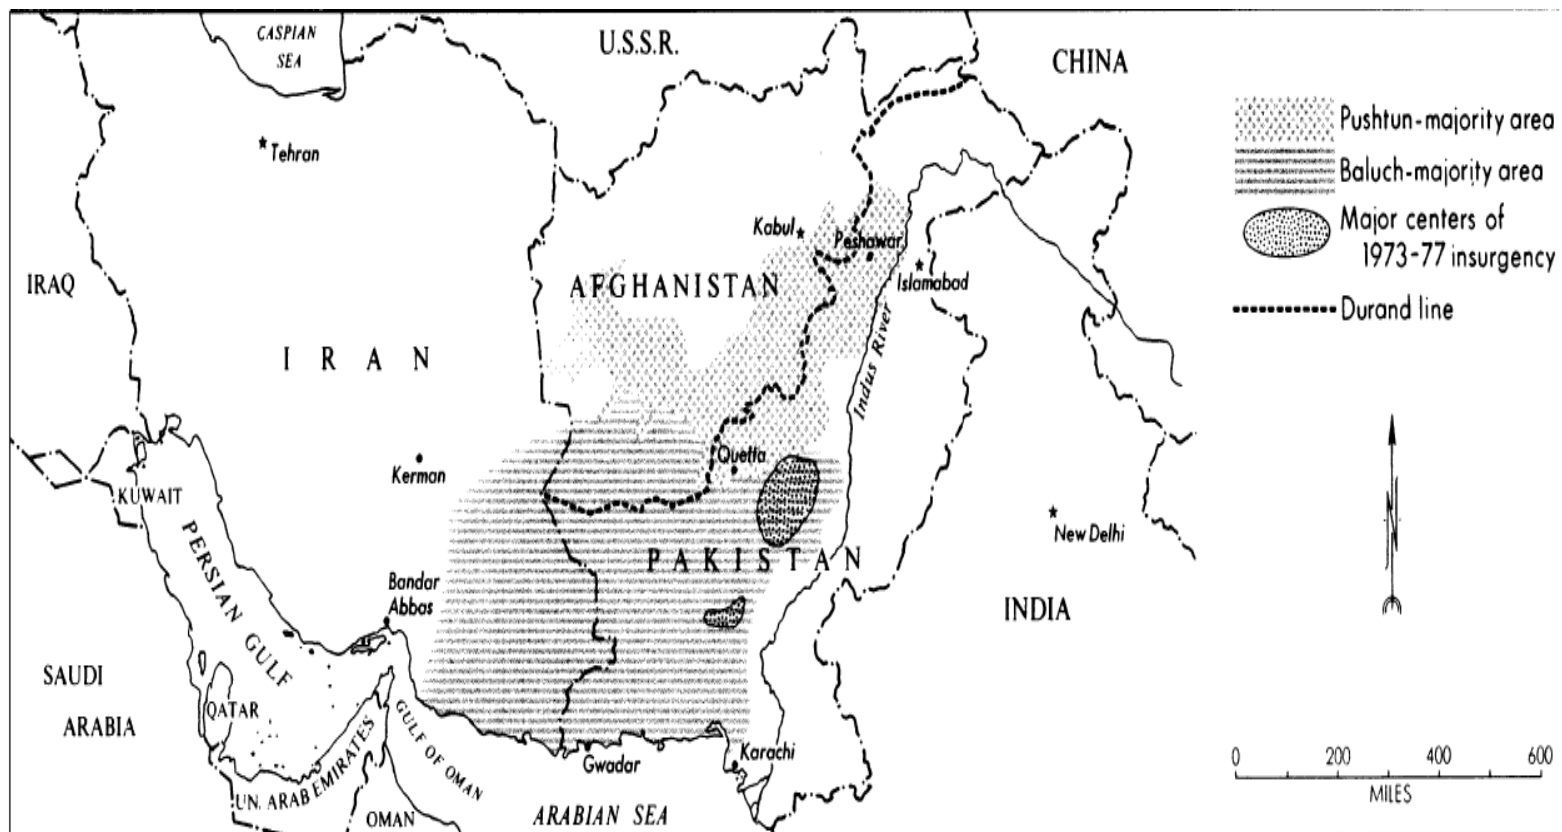 CASPIAN
SEA
U.S.S.R.
CHINA
Tehran
Pushtun-majority area
Baluch-majority area
Major centers of
1973-77 insurgency
Durand line
Kabul
Peshawar
Islamabad
IRAQ
AFGHANISTAN
IRAN
Indus River
Quetta
Kerman
KUWAIT
New Delhi
PAKISTAN
PERSIAN GULF
Bandar
Abbas
INDIA
SAUDI
ARABIA
QATAR
UN. ARAB EMIRATES
GULF OF OMAN
Gwadar
Karachi
OMAN
ARABIAN SEA
N
0 200 400 600
MILES